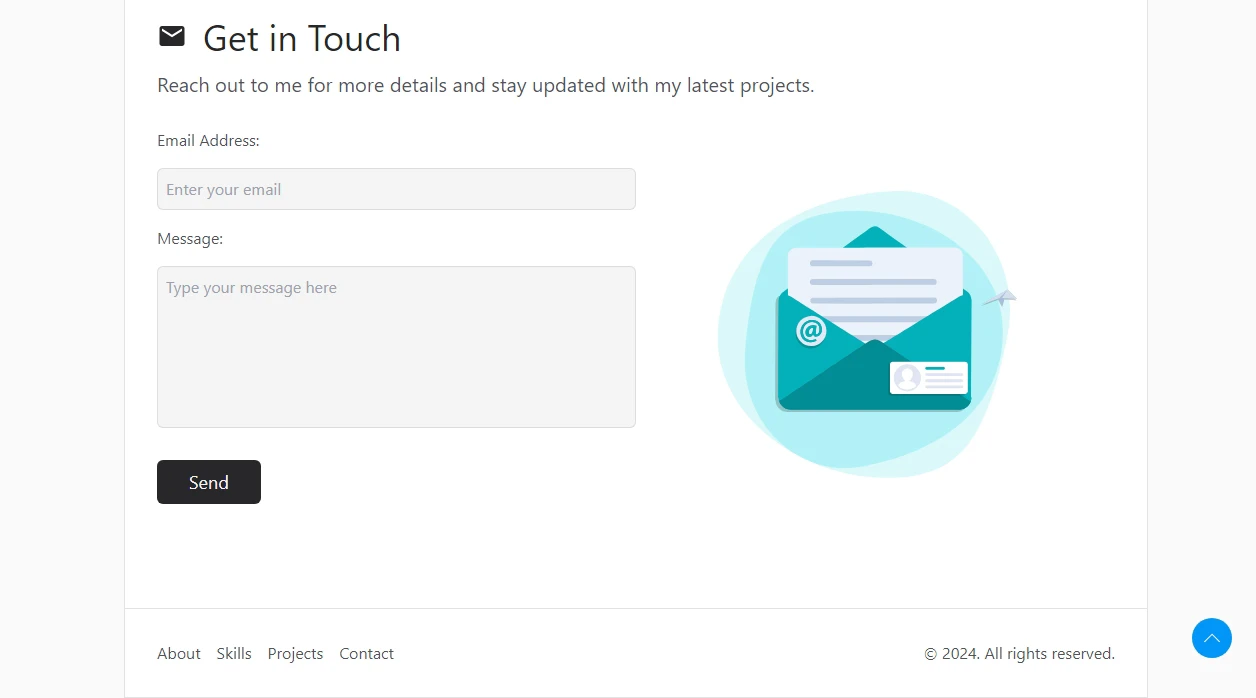 Get in Touch
Reach out to me for more details and stay updated with my latest projects.
Email Address:
Enter your email
Message:
Type your message here
@
Send
About Skills Projects Contact
© 2024. All rights reserved.